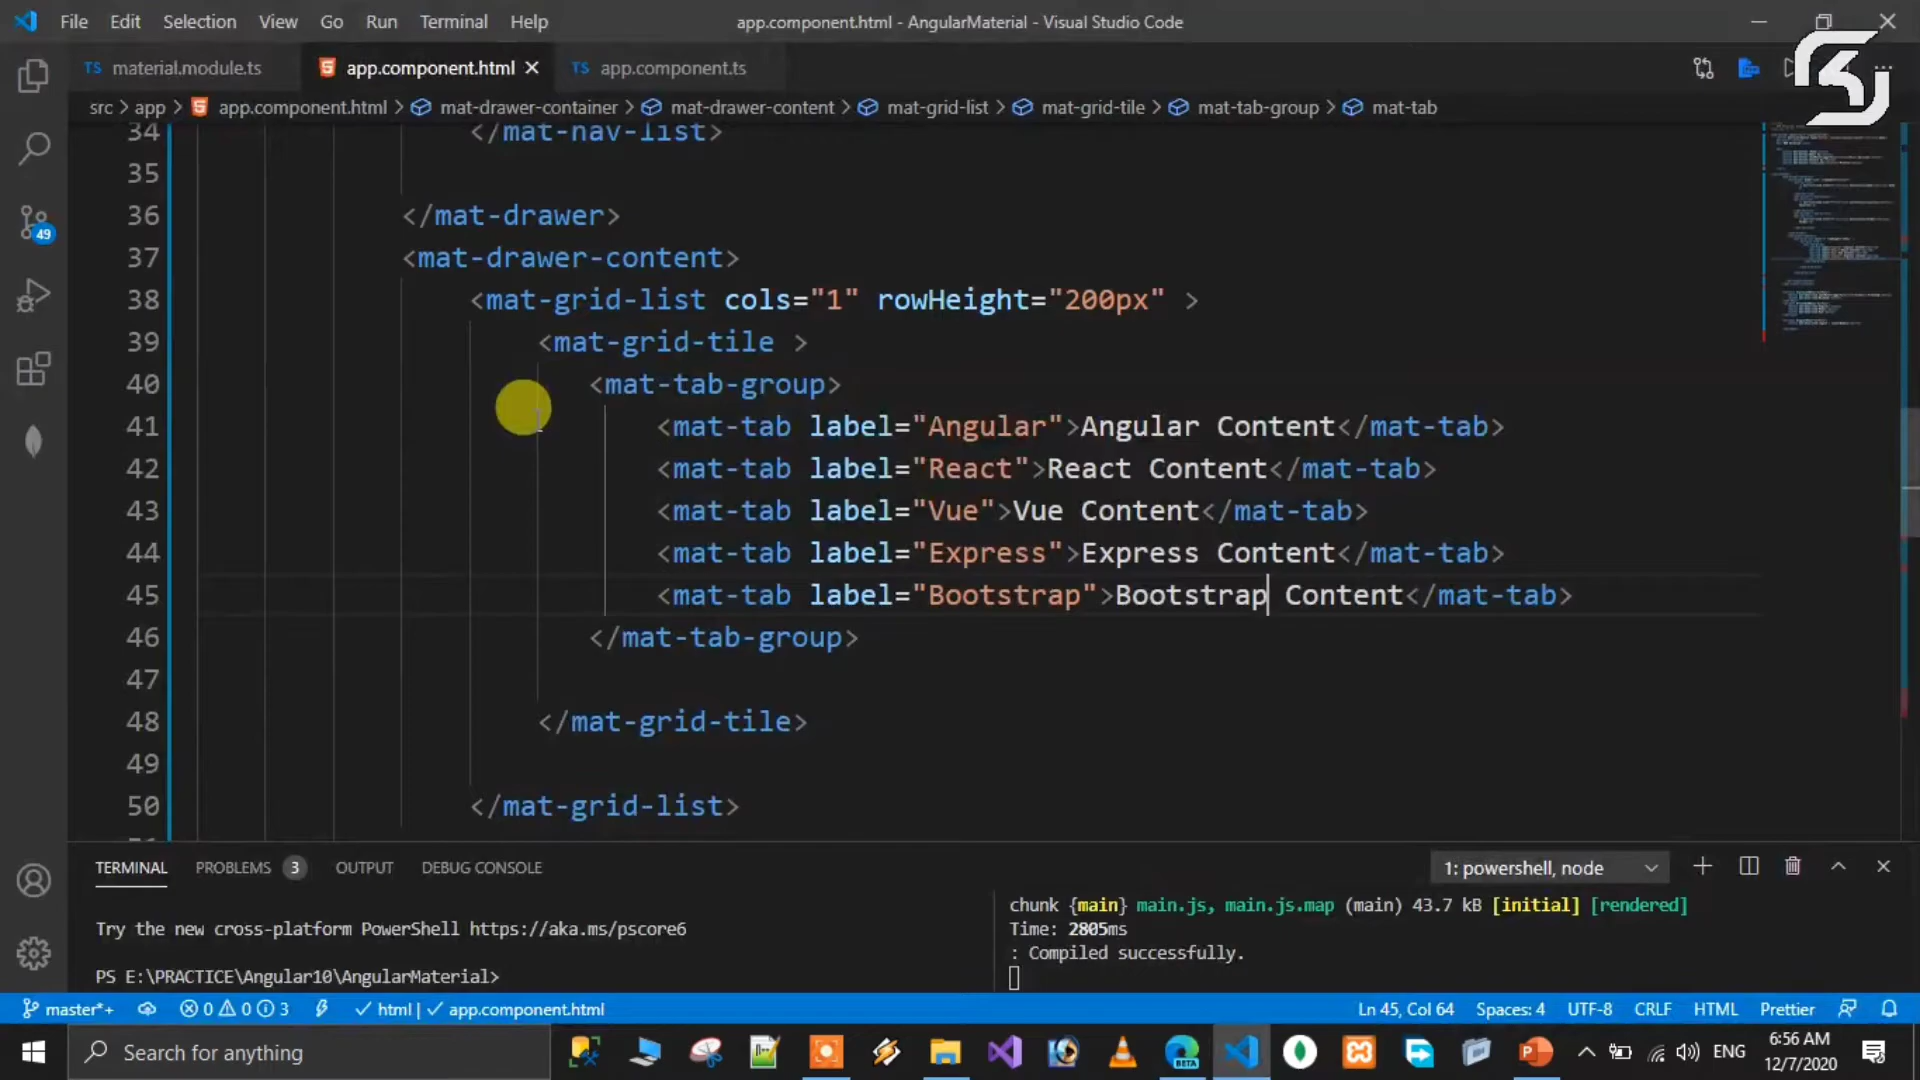 File Edit Selection View Go Run Terminal Help app.component.html - AngularMaterial - Visual Studio Code
TS material.module.ts app.component.html TS app.component.ts
src > app > app.component.html > mat-drawer-container > mat-drawer-content > mat-grid-list > mat-grid-tile > mat-tab-group > mat-tab
34 </mat-nav-list>
35
36 </mat-drawer>
37 <mat-drawer-content>
38 <mat-grid-list cols="1" rowHeight="200px" >
39 <mat-grid-tile >
40 <mat-tab-group>
41 <mat-tab label="Angular">Angular Content</mat-tab>
42 <mat-tab label="React">React Content</mat-tab>
43 <mat-tab label="Vue">Vue Content</mat-tab>
44 <mat-tab label="Express">Express Content</mat-tab>
45 <mat-tab label="Bootstrap">Bootstrap Content</mat-tab>
46 </mat-tab-group>
47
48 </mat-grid-tile>
49
50 </mat-grid-list>
49
TERMINAL PROBLEMS 3 OUTPUT DEBUG CONSOLE 1: powershell, node
Try the new cross-platform PowerShell https://aka.ms/pscore6
PS E:\PRACTICE\Angular10\AngularMaterial>
chunk {main} main.js, main.js.map (main) 43.7 kB [initial] [rendered]
Time: 2805ms
: Compiled successfully.
master*+ 0 0 3 html | app.component.html Ln 45, Col 64 Spaces: 4 UTF-8 CRLF HTML Prettier
Search for anything
BETA
ENG
6:56 AM
12/7/2020